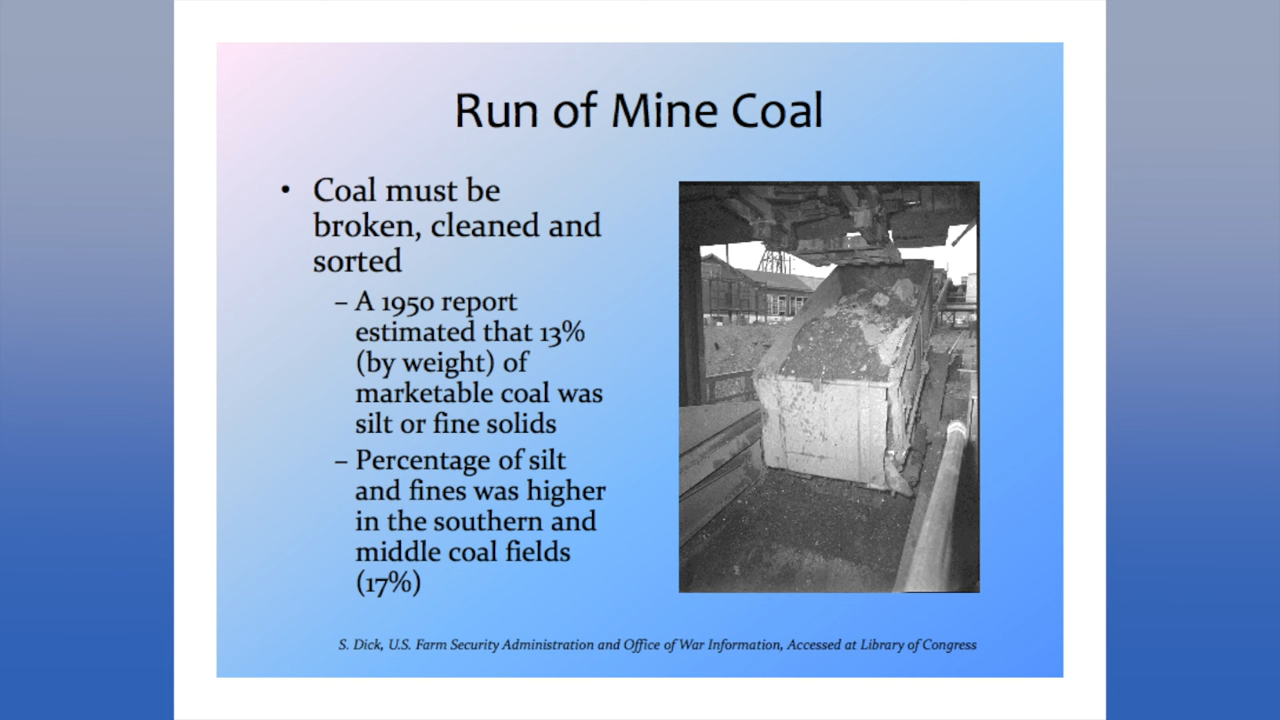 Run of Mine Coal
• Coal must be
broken, cleaned and
sorted
– A 1950 report
estimated that 13%
(by weight) of
marketable coal was
silt or fine solids
– Percentage of silt
and fines was higher
in the southern and
middle coal fields
(17%)
S. Dick, U.S. Farm Security Administration and Office of War Information, Accessed at Library of Congress